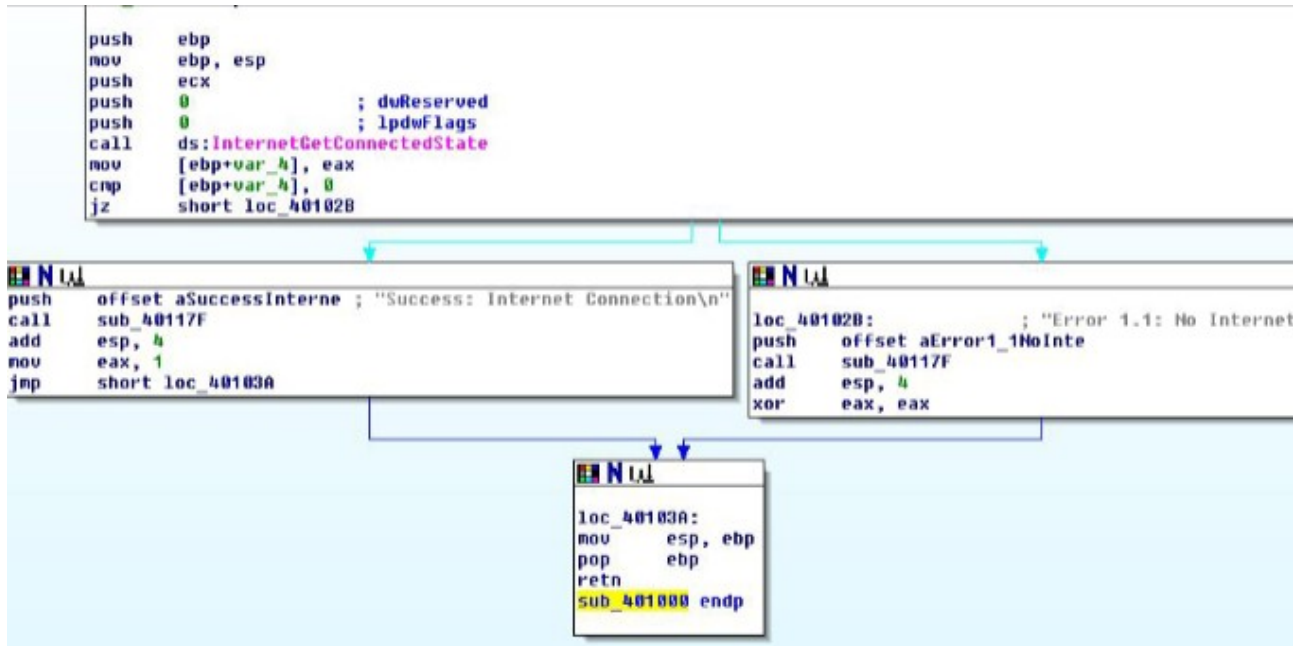 push ebp
mov ebp, esp
push ecx
push 0 ; dwReserved
push 0 ; lpdwFlags
call ds:InternetGetConnectedState
mov [ebp+var_4], eax
cmp [ebp+var_4], 0
jz short loc_40102B
push offset aSuccessInterne ; "Success: Internet Connection\n"
call sub_40117F
add esp, 4
mov eax, 1
jmp short loc_40103A
loc_40102B: ; "Error 1.1: No Internet
push offset aError1_1NoInte
call sub_40117F
add esp, 4
xor eax, eax
loc_40103A:
mov esp, ebp
pop ebp
retn
sub_401000 endp